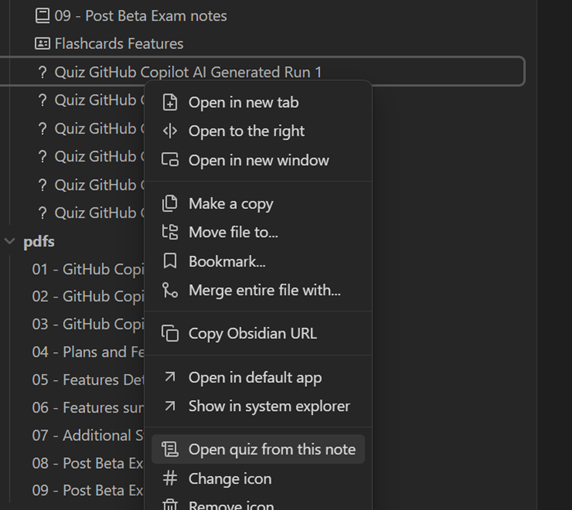 09 - Post Beta Exam notes
Flashcards Features
? Quiz GitHub Copilot AI Generated Run 1
? Quiz GitHub
Open in new tab
? Quiz GitHub
Open to the right
? Quiz GitHub
Open in new window
? Quiz GitHub
? Quiz GitHub
Make a copy
Move file to...
pdfs
Bookmark...
01 - GitHub Copi
Merge entire file with...
02 - GitHub Copi
03 - GitHub Copi
Copy Obsidian URL
04 - Plans and Fe
05 - Features Det
Open in default app
06 - Features sum
Show in system explorer
07 - Additional S
Open quiz from this note
08 - Post Beta Ex
Change icon
09 - Post Beta Ex
Remove icon